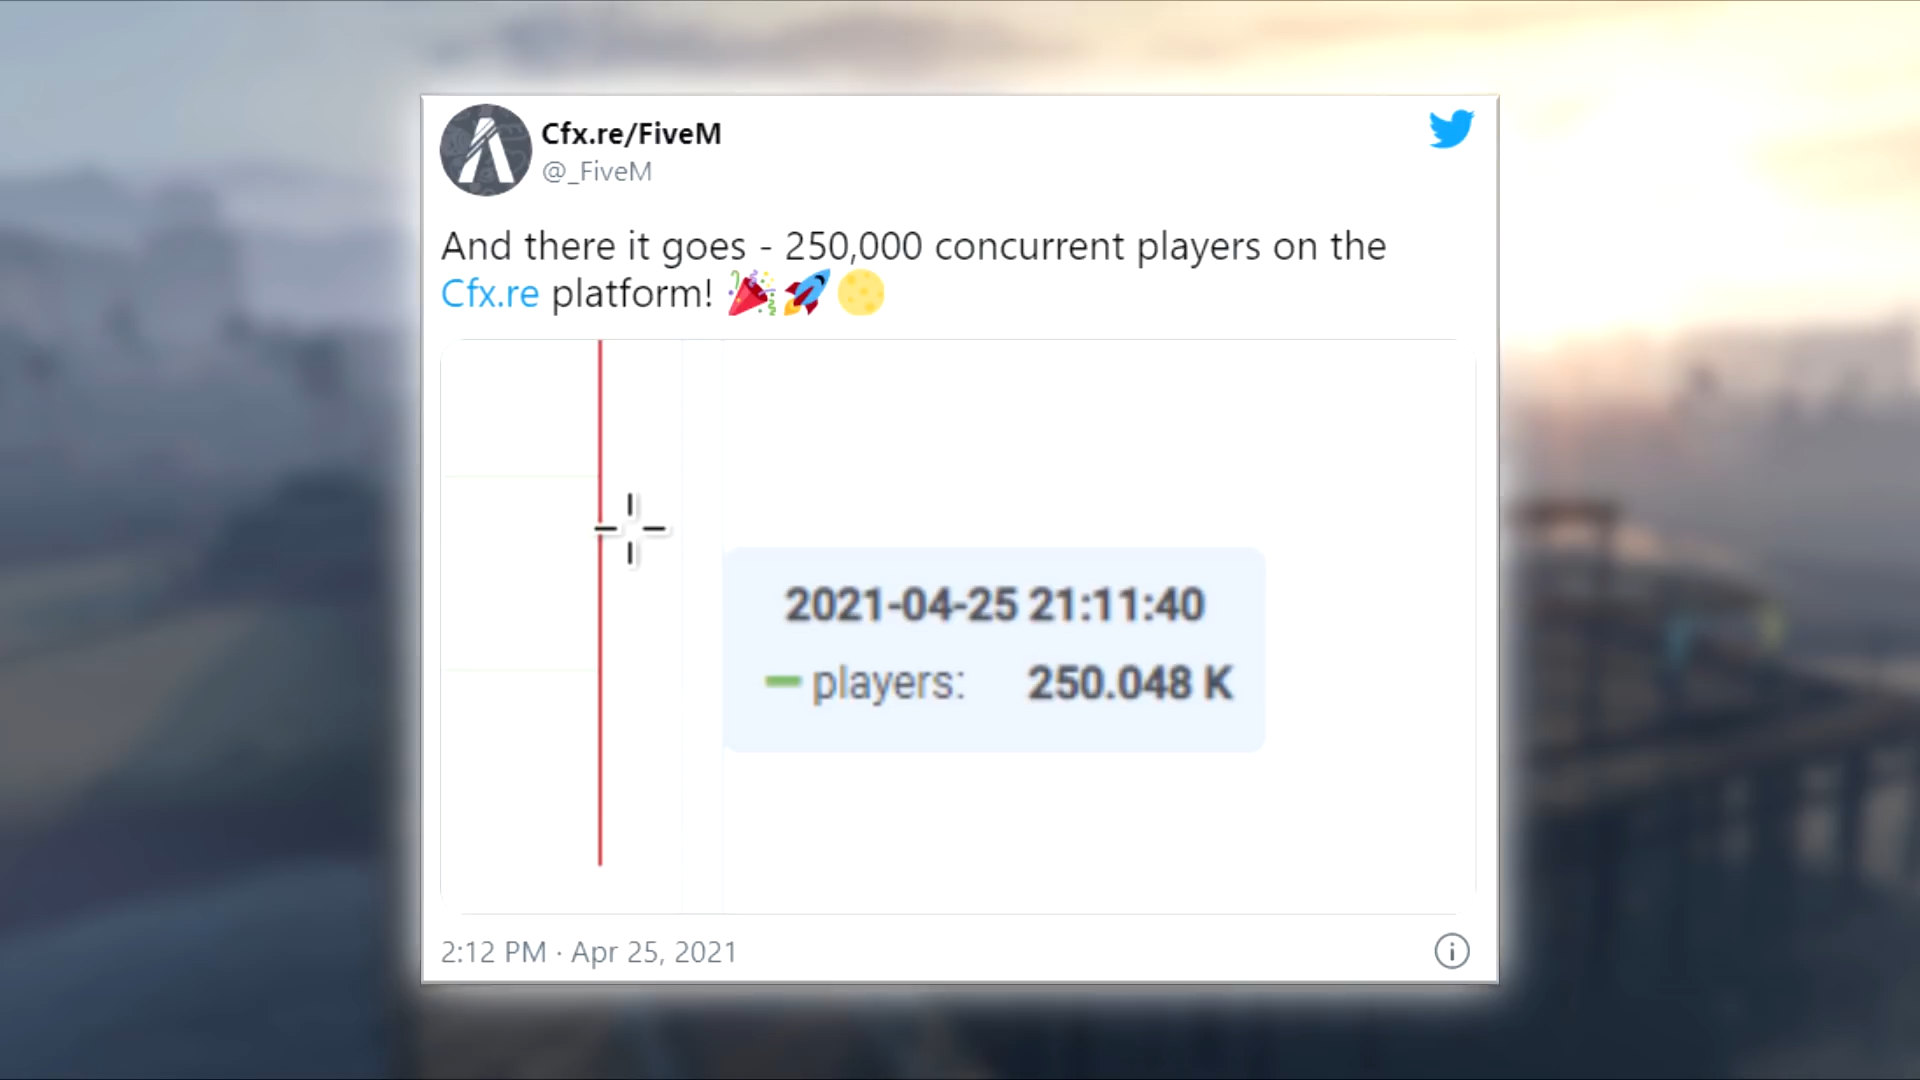 Cfx.re/FiveM
@_FiveM
And there it goes - 250,000 concurrent players on the
Cfx.re platform! 🎉🚀🌕
2021-04-25 21:11:40
players: 250.048 K
2:12 PM · Apr 25, 2021